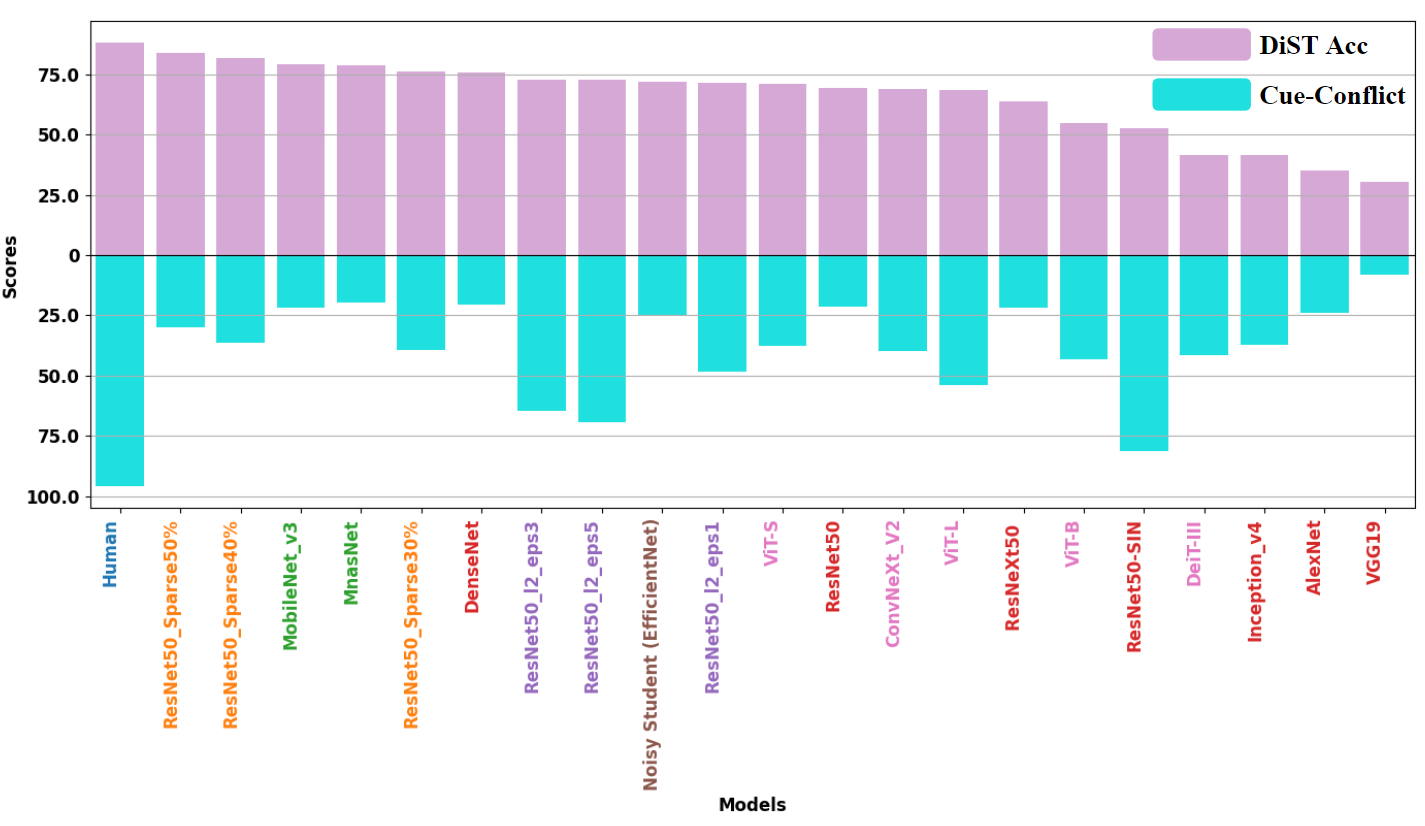 DiST Acc
Cue-Conflict
Scores
75.0
50.0
25.0
0
25.0
50.0
75.0
100.0
Human
ResNet50_Sparse50%
ResNet50_Sparse40%
MobileNet_v3
MnasNet
ResNet50_Sparse30%
DenseNet
ResNet50_l2_eps3
ResNet50_l2_eps5
Noisy Student (EfficientNet)
ResNet50_l2_eps1
ViT-S
ResNet50
ConvNeXt_V2
ViT-L
ResNeXt50
ViT-B
ResNet50-SIN
DeiT-III
Inception_v4
AlexNet
VGG19
Models